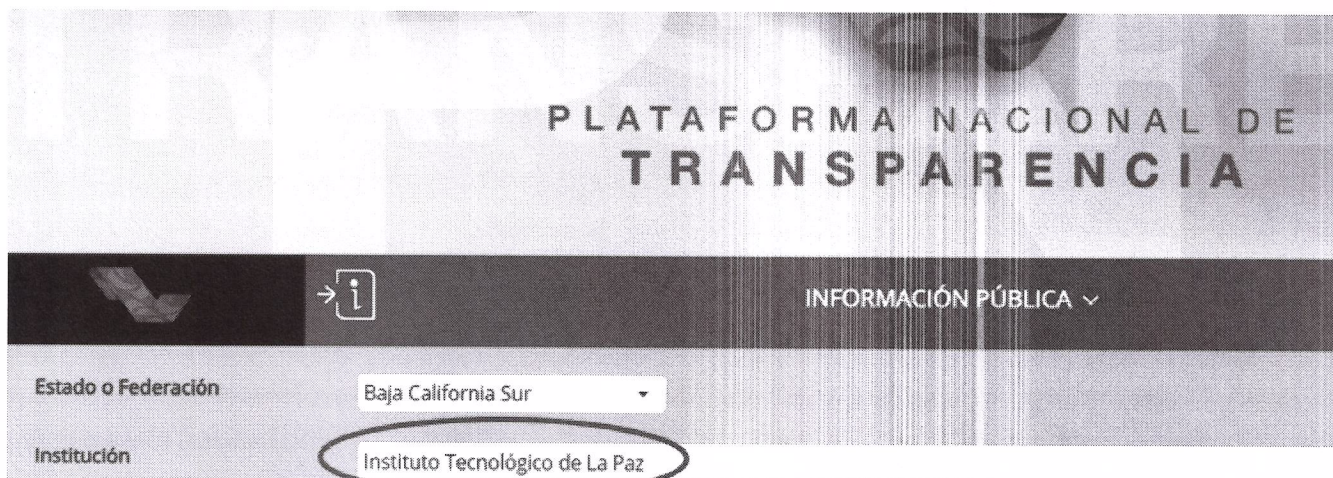 PLATAFORMA NACIONAL DE
TRANSPARENCIA
INFORMACIÓN PÚBLICA
Estado o Federación
Baja California Sur
Institución
Instituto Tecnológico de La Paz